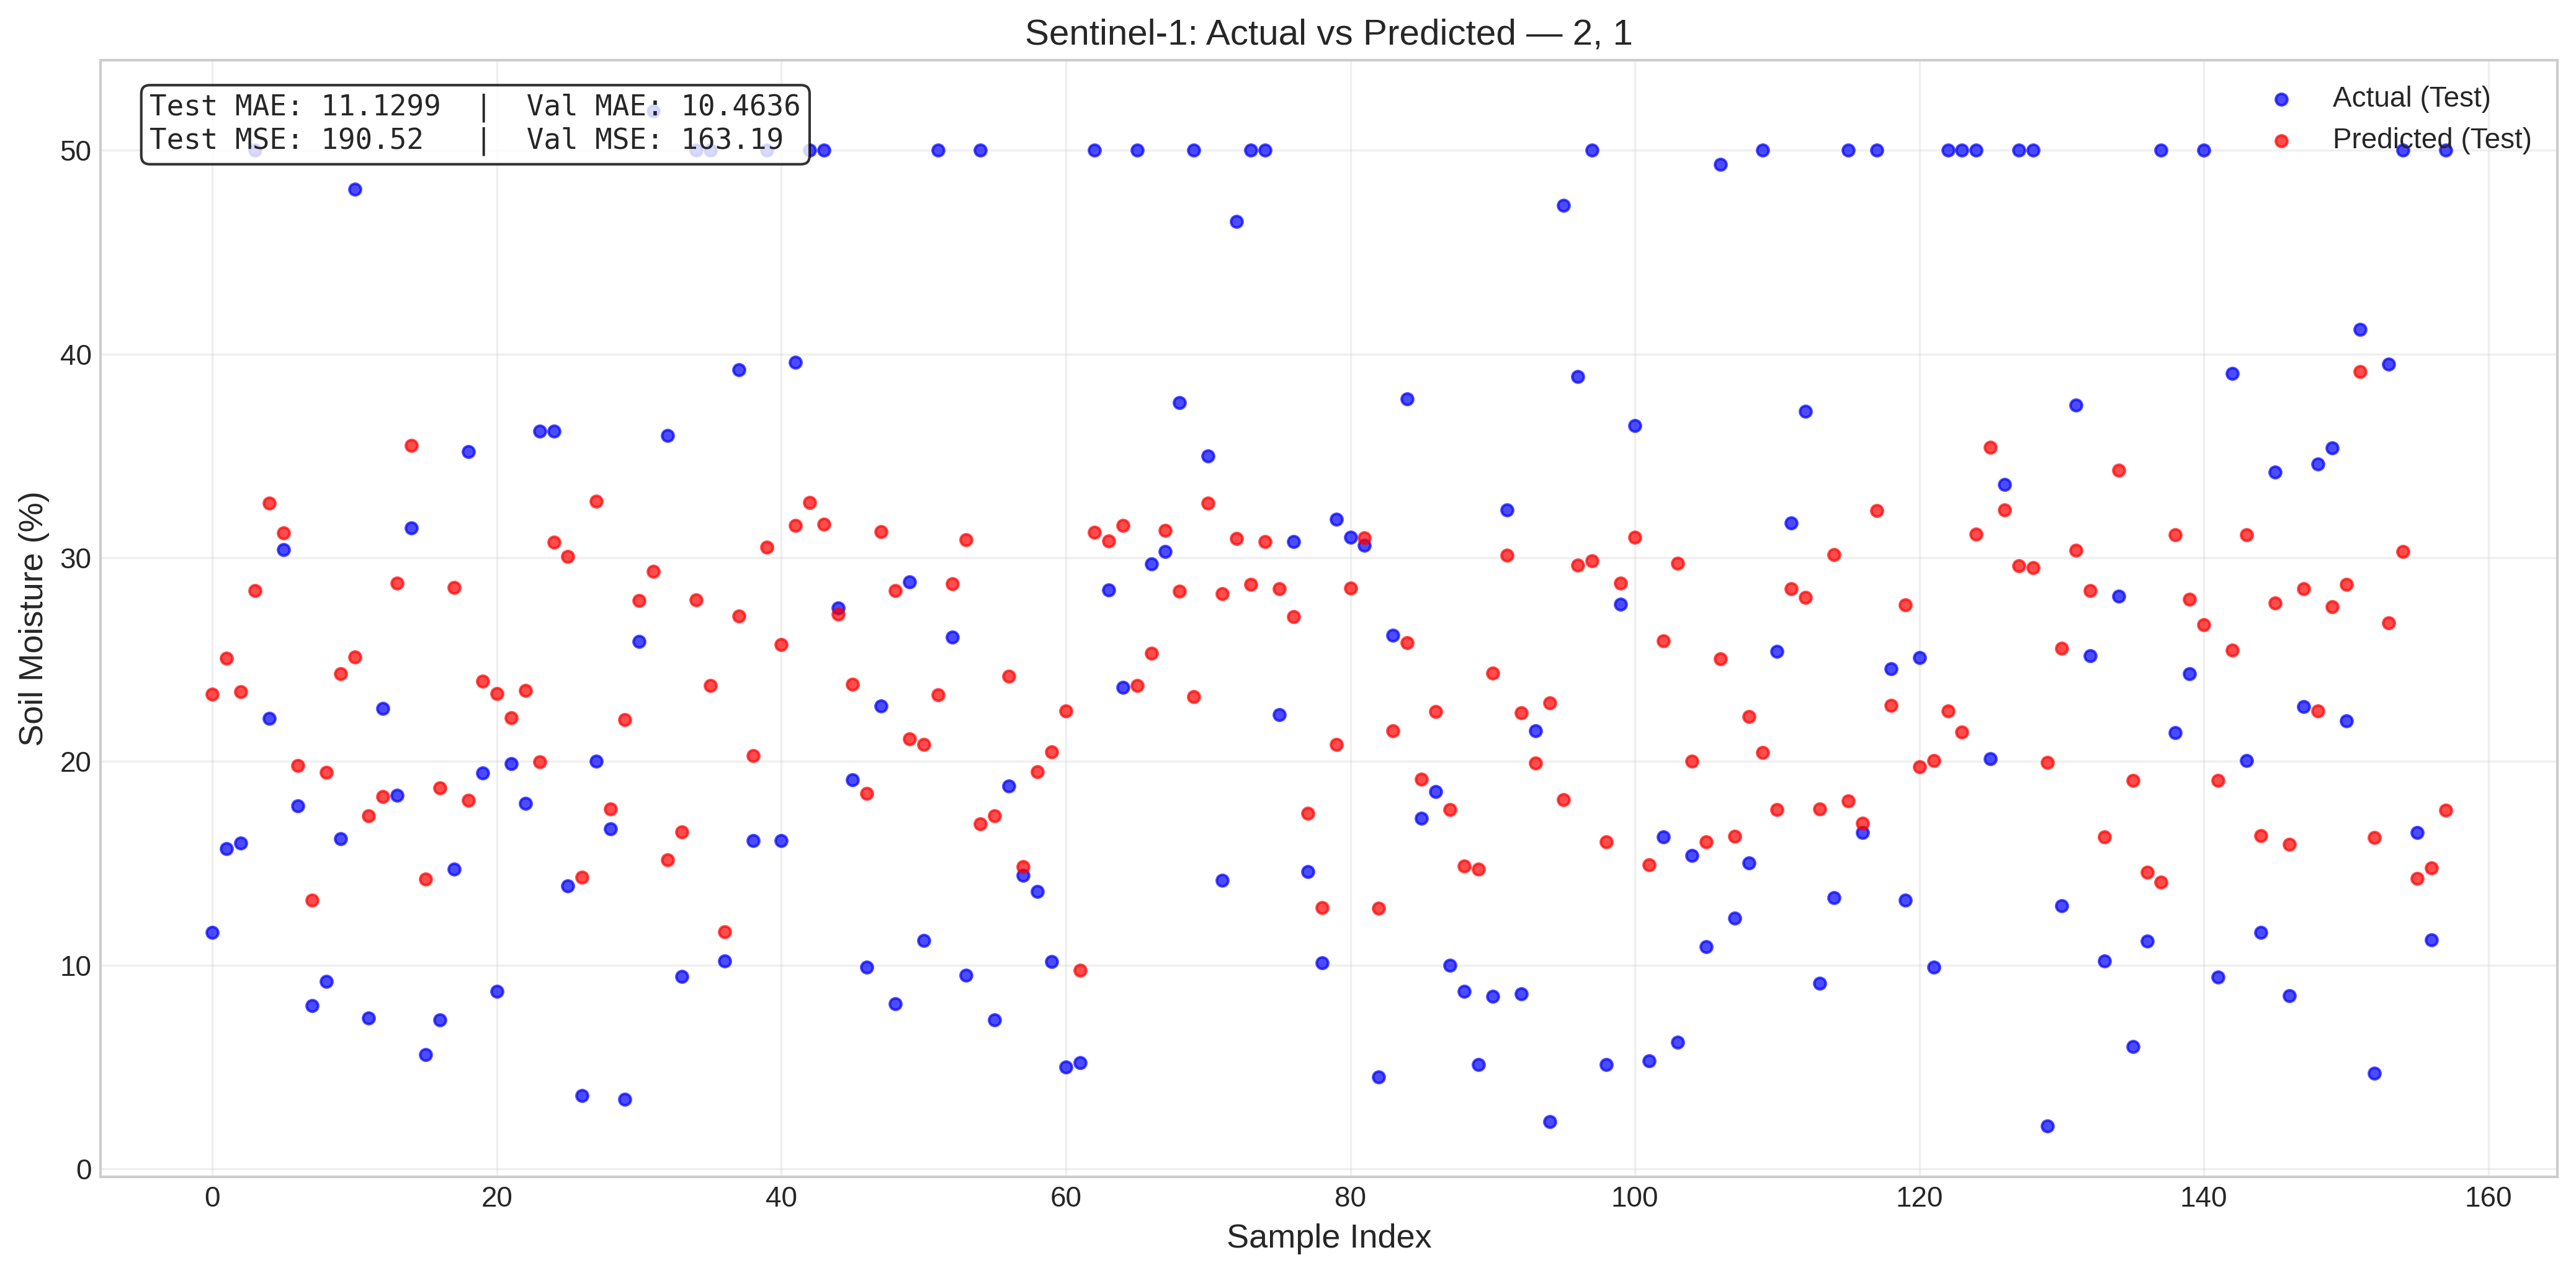 Sentinel-1: Actual vs Predicted — 2, 1
Test MAE: 11.1299 | Val MAE: 10.4636
Test MSE: 190.52 | Val MSE: 163.19
Actual (Test)
Predicted (Test)
Soil Moisture (%)
50
40
30
20
10
0
0 20 40 60 80 100 120 140 160
Sample Index